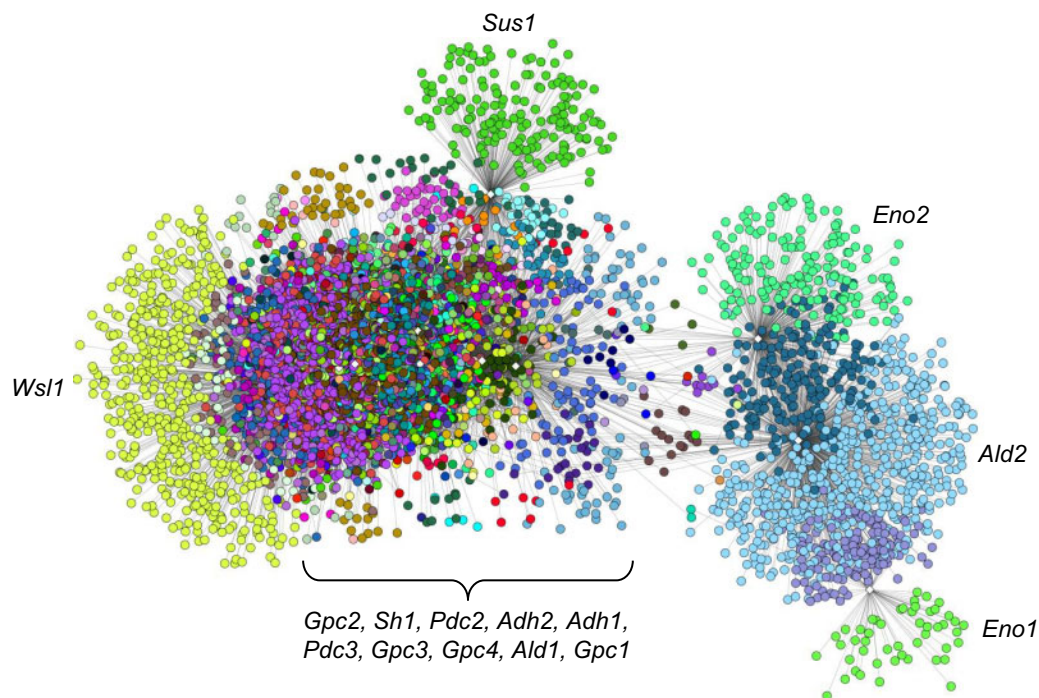 Sus1
Eno2
Wsl1
Ald2
Gpc2, Sh1, Pdc2, Adh2, Adh1,
Pdc3, Gpc3, Gpc4, Ald1, Gpc1
Eno1